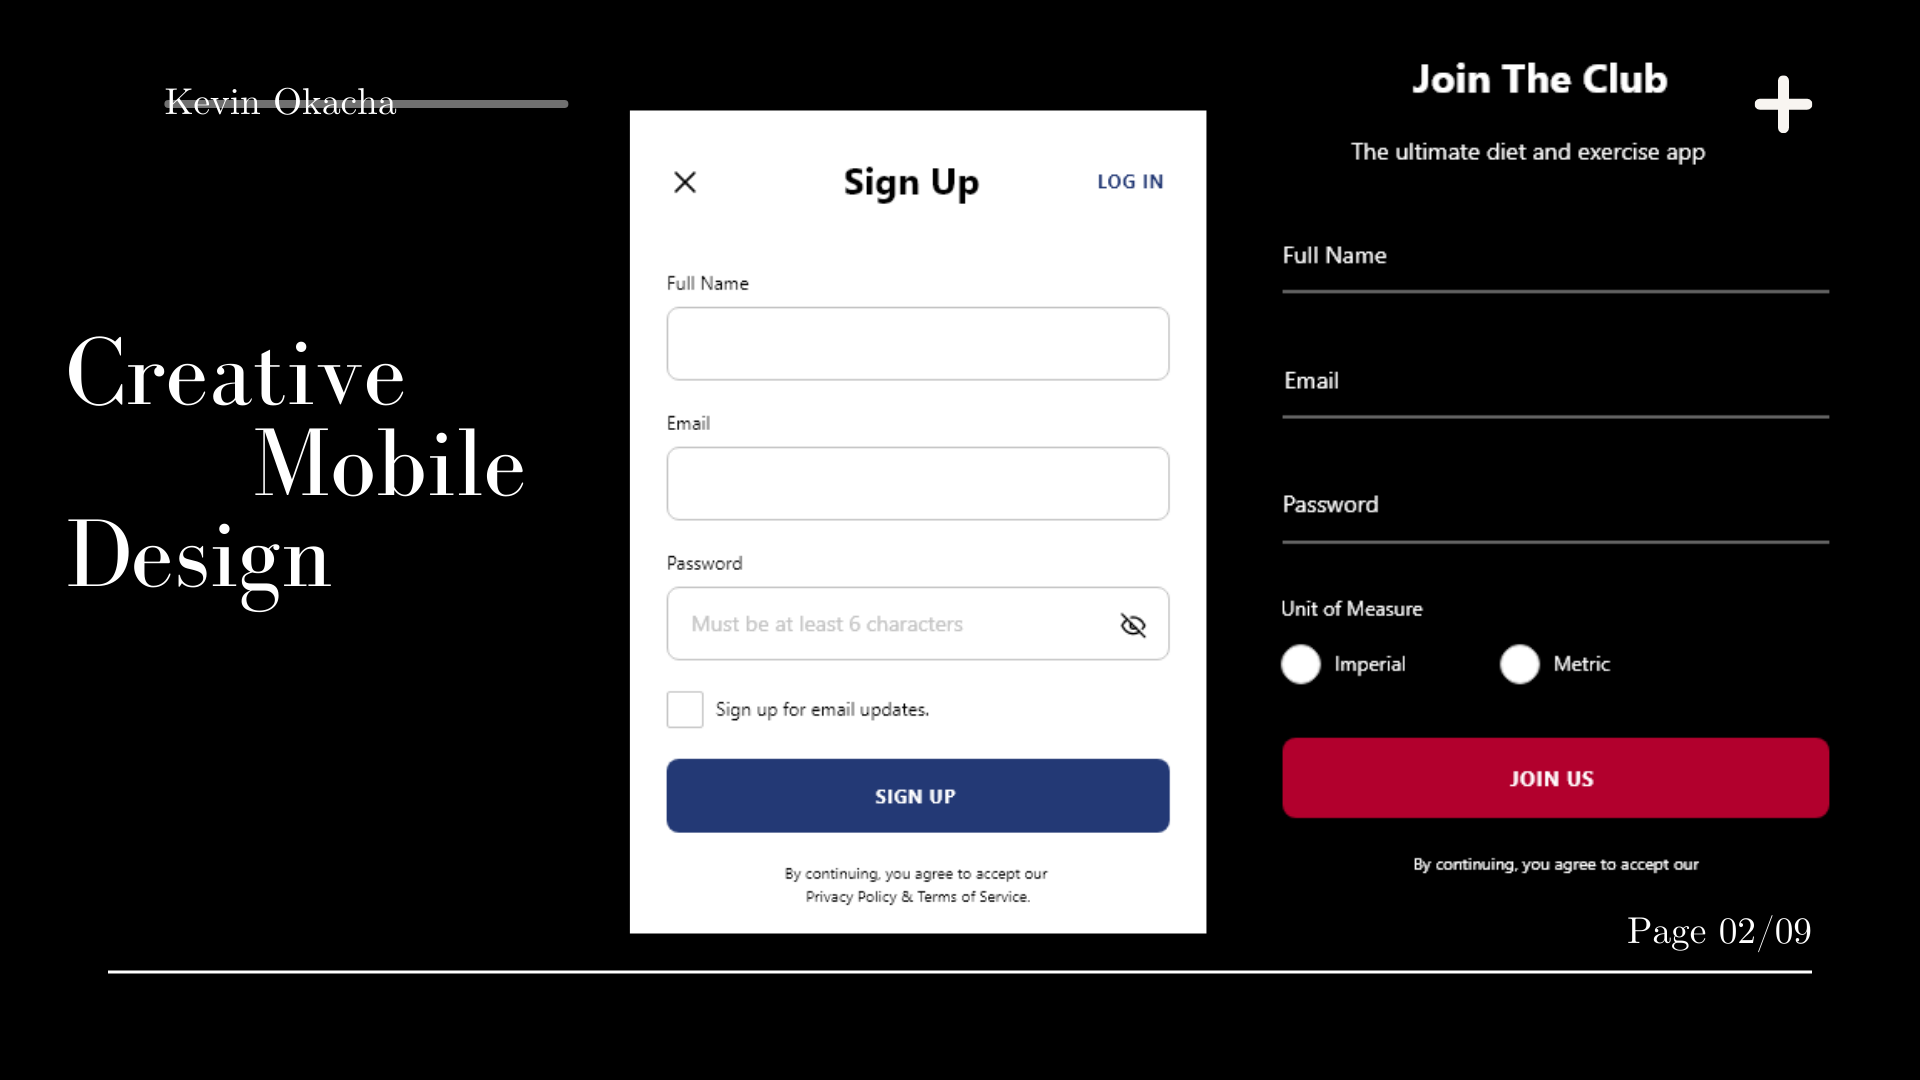 Kevin Okacha
Creative
Mobile
Design
Sign Up
LOG IN
Full Name
Email
Password
Must be at least 6 characters
Sign up for email updates.
SIGN UP
By continuing, you agree to accept our
Privacy Policy & Terms of Service.
Join The Club
The ultimate diet and exercise app
Full Name
Email
Password
Unit of Measure
Imperial
Metric
JOIN US
By continuing, you agree to accept our
Page 02/09